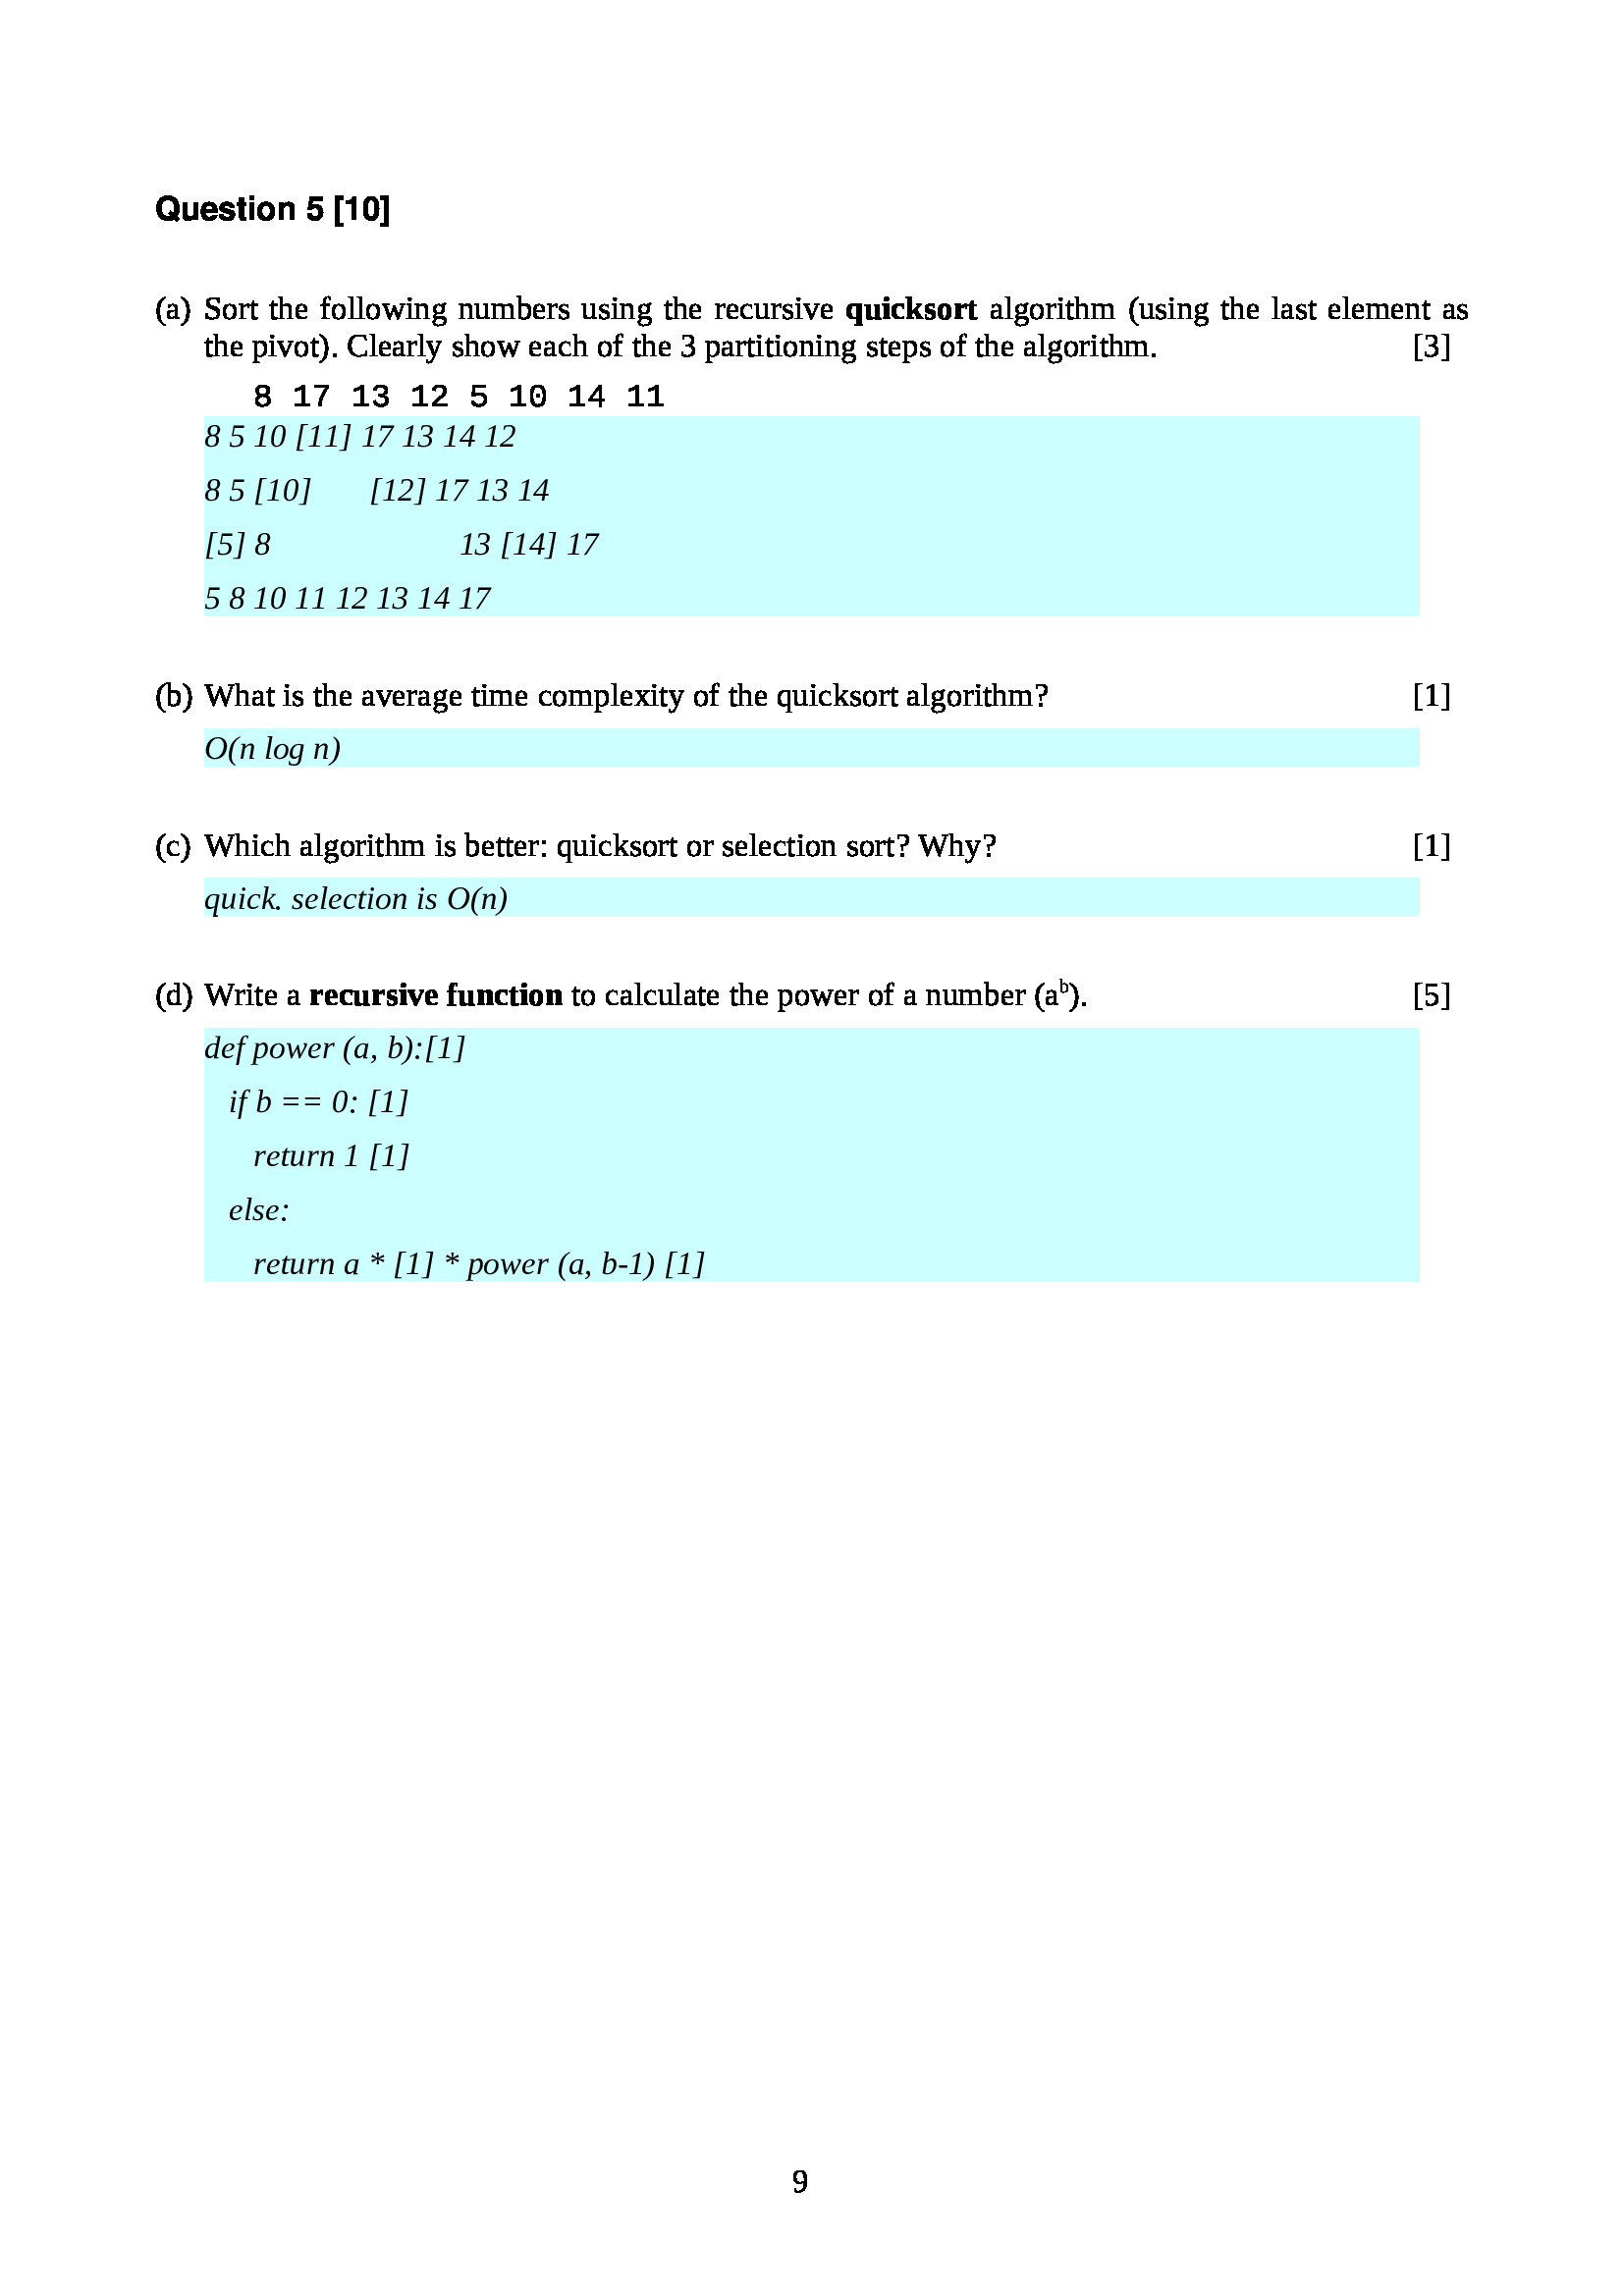 Question 5 [10]
(a) Sort the following numbers using the recursive quicksort algorithm (using the last element as
the pivot). Clearly show each of the 3 partitioning steps of the algorithm. [3]
8 17 13 12 5 10 14 11
8 5 10 [11] 17 13 14 12
8 5 [10] [12] 17 13 14
[5] 8 13 [14] 17
5 8 10 11 12 13 14 17
(b) What is the average time complexity of the quicksort algorithm? [1]
O(n log n)
(c) Which algorithm is better: quicksort or selection sort? Why? [1]
quick. selection is O(n)
(d) Write a recursive function to calculate the power of a number (a^b). [5]
def power (a, b):[1]
if b == 0: [1]
return 1 [1]
else:
return a * [1] * power (a, b-1) [1]
9